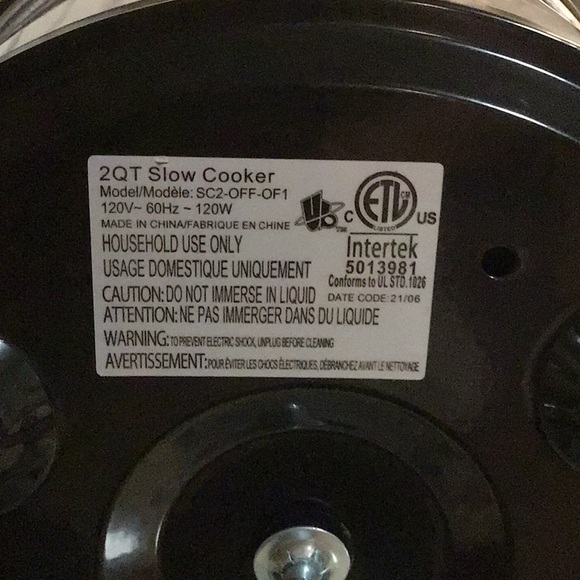 2QT Slow Cooker
Model/Modèle: SC2-OFF-OF1
120V~ 60Hz ~ 120W
MADE IN CHINA/FABRIQUE EN CHINE
HOUSEHOLD USE ONLY
USAGE DOMESTIQUE UNIQUEMENT
CAUTION: DO NOT IMMERSE IN LIQUID
ATTENTION: NE PAS IMMERGER DANS DU LIQUIDE
WARNING: TO PREVENT ELECTRIC SHOCK, UNPLUG BEFORE CLEANING
AVERTISSEMENT: POUR ÉVITER LES CHOCS ÉLECTRIQUES, DÉBRANCHEZ AVANT LE NETTOYAGE
C ETL US
LISTED
Intertek
5013981
Conforms to UL STD. 1026
DATE CODE: 21/06